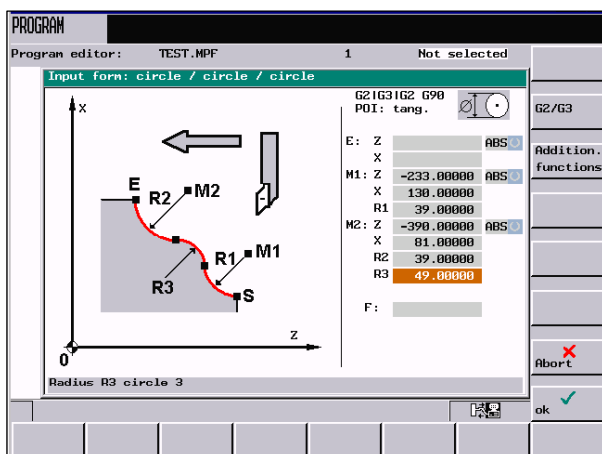 PROGRAM
Program editor: TEST.MPF 1 Not selected
Input form: circle / circle / circle
G2|G3|G2 G90
POI: tang.
G2/G3
Addition.
functions
x
E
R2
M2
R1
M1
R3
S
z
0
E: Z ABS
X
M1: Z -233.00000 ABS
X 130.00000
R1 39.00000
M2: Z -390.00000 ABS
X 81.00000
R2 39.00000
R3 49.00000
F:
Radius R3 circle 3
Abort
ok